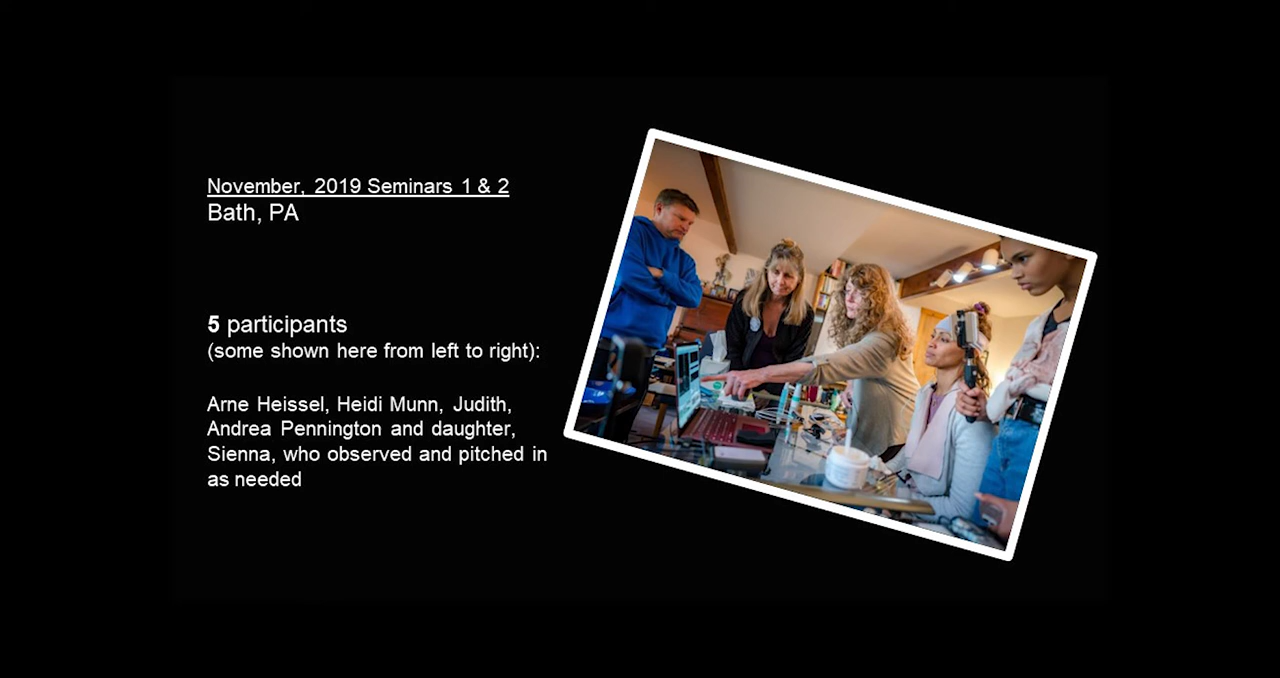 November, 2019 Seminars 1 & 2
Bath, PA
5 participants
(some shown here from left to right):
Arne Heissel, Heidi Munn, Judith,
Andrea Pennington and daughter,
Sienna, who observed and pitched in
as needed